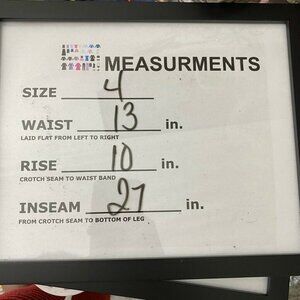 MEASURMENTS
SIZE 4
WAIST 13 in.
LAID FLAT FROM LEFT TO RIGHT
RISE 10 in.
CROTCH SEAM TO WAIST BAND
INSEAM 27 in.
FROM CROTCH SEAM TO BOTTOM OF LEG